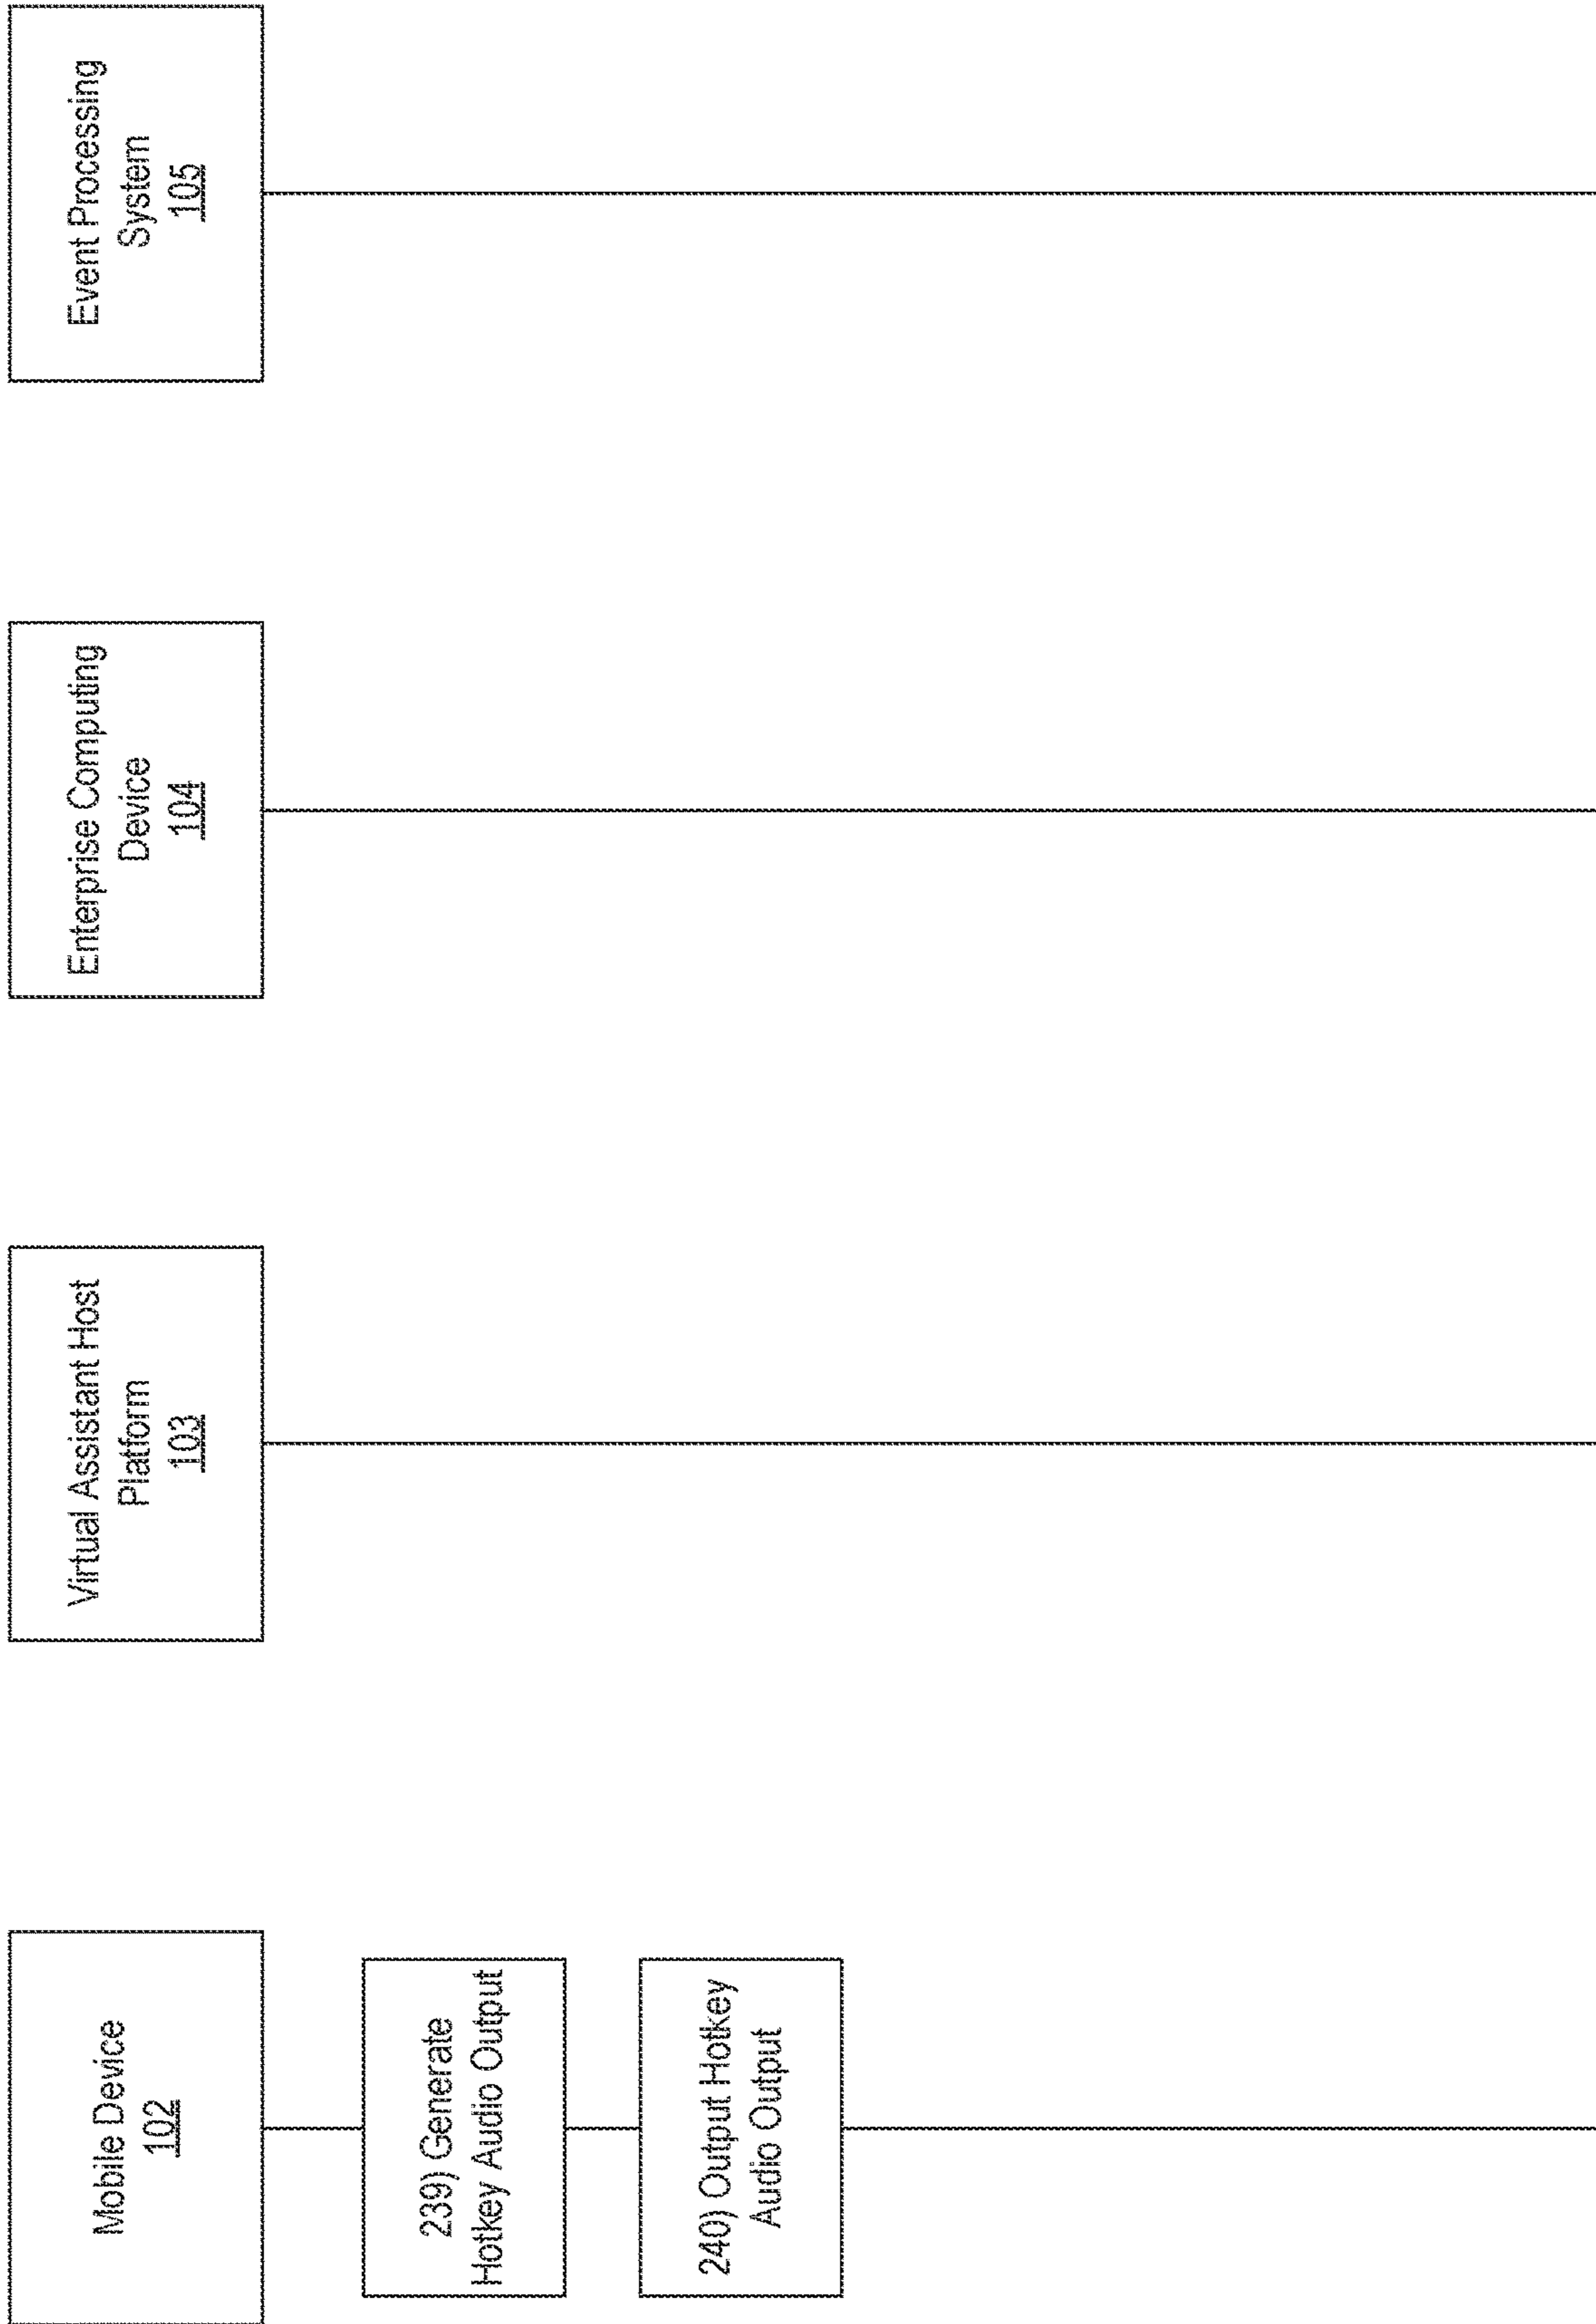 Mobile Device
102
Virtual Assistant Host
Platform
103
Enterprise Computing
Device
104
Event Processing
System
105
239) Generate
Hotkey Audio Output
240) Output Hotkey
Audio Output